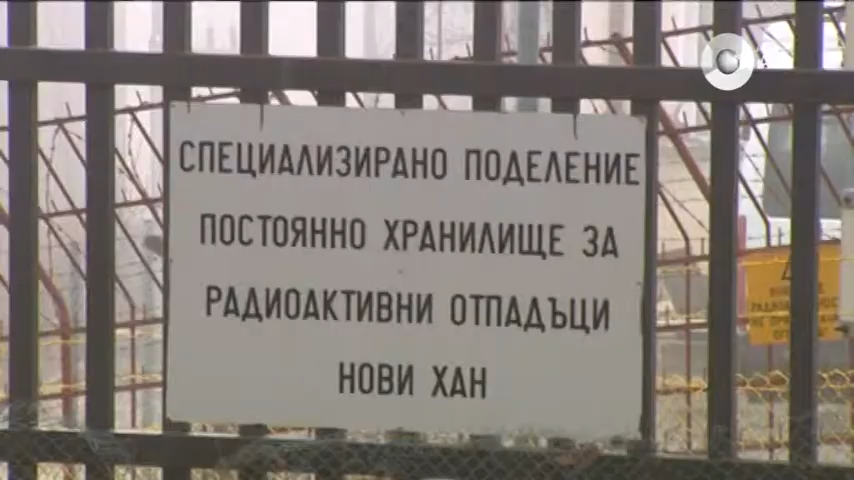 СПЕЦИАЛИЗИРАНО ПОДЕЛЕНИЕ
ПОСТОЯННО ХРАНИЛИЩЕ ЗА
РАДИОАКТИВНИ ОТПАДЪЦИ
НОВИ ХАН